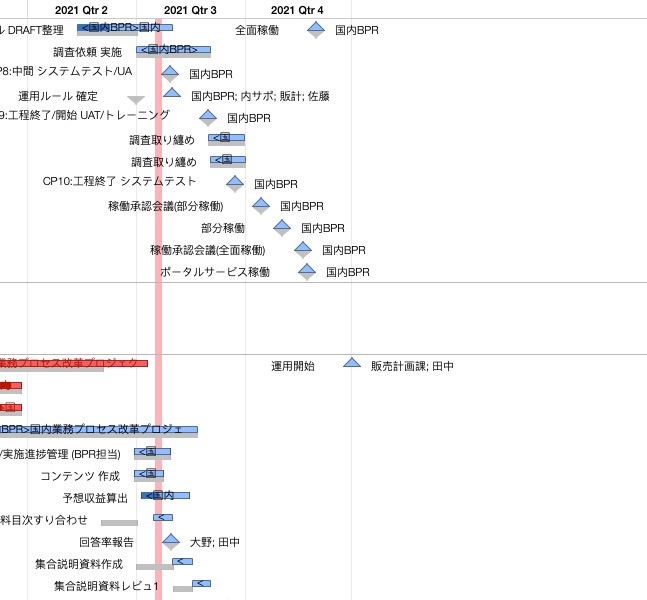 2021 Qtr 2 2021 Qtr 3 2021 Qtr 4
ル DRAFT整理 <国内BPR>国内 全面稼働 国内BPR
調査依頼 実施 <国内BPR>
P8:中間 システムテスト/UA 国内BPR
運用ルール 確定 国内BPR; 内サポ; 販計; 佐藤
9:工程終了/開始 UAT/トレーニング 国内BPR
調査取り纏め <国
調査取り纏め <国
CP10:工程終了 システムテスト 国内BPR
稼働承認会議(部分稼働) 国内BPR
部分稼働 国内BPR
稼働承認会議(全面稼働) 国内BPR
ポータルサービス稼働 国内BPR
業務プロセス改革プロジェク 運用開始 販売計画課; 田中
内
国
BPR>国内業務プロセス改革プロジェ
/実施進捗管理 (BPR担当) <国
コンテンツ 作成 <国
予想収益算出 <国内
料目次すり合わせ <
回答率報告 大野; 田中
集合説明資料作成 <
集合説明資料レビュ1 <